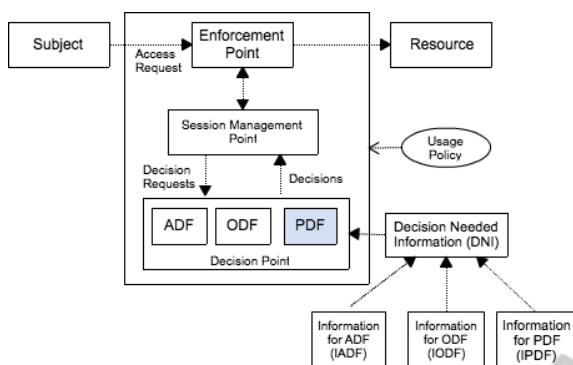 Subject
Access
Request
Enforcement
Point
Resource
Session Management
Point
Usage
Policy
Decision
Requests
Decisions
ADF
ODF
PDF
Decision Point
Decision Needed
Information (DNI)
Information
for ADF
(IADF)
Information
for ODF
(IODF)
Information
for PDF
(IPDF)